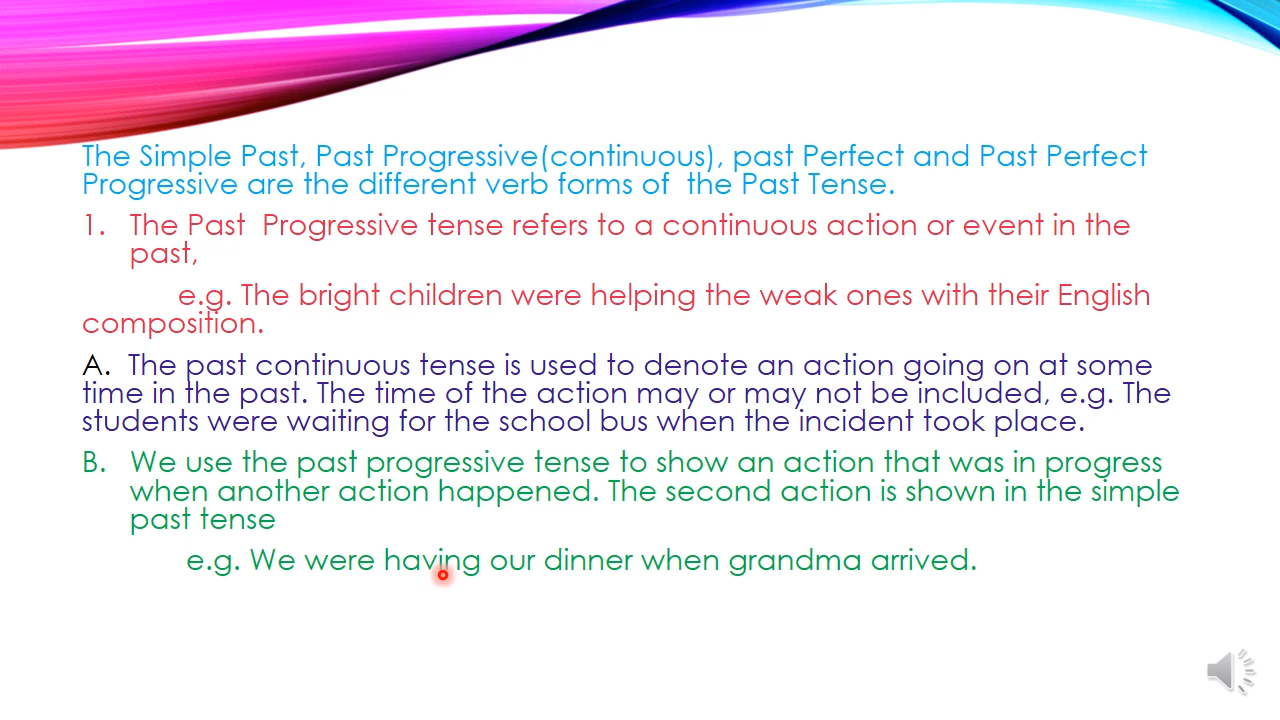 The Simple Past, Past Progressive(continuous), past Perfect and Past Perfect
Progressive are the different verb forms of  the Past Tense.
1. The Past  Progressive tense refers to a continuous action or event in the
past,
e.g. The bright children were helping the weak ones with their English
composition.
A. The past continuous tense is used to denote an action going on at some
time in the past. The time of the action may or may not be included, e.g. The
students were waiting for the school bus when the incident took place.
B. We use the past progressive tense to show an action that was in progress
when another action happened. The second action is shown in the simple
past tense
e.g. We were having our dinner when grandma arrived.